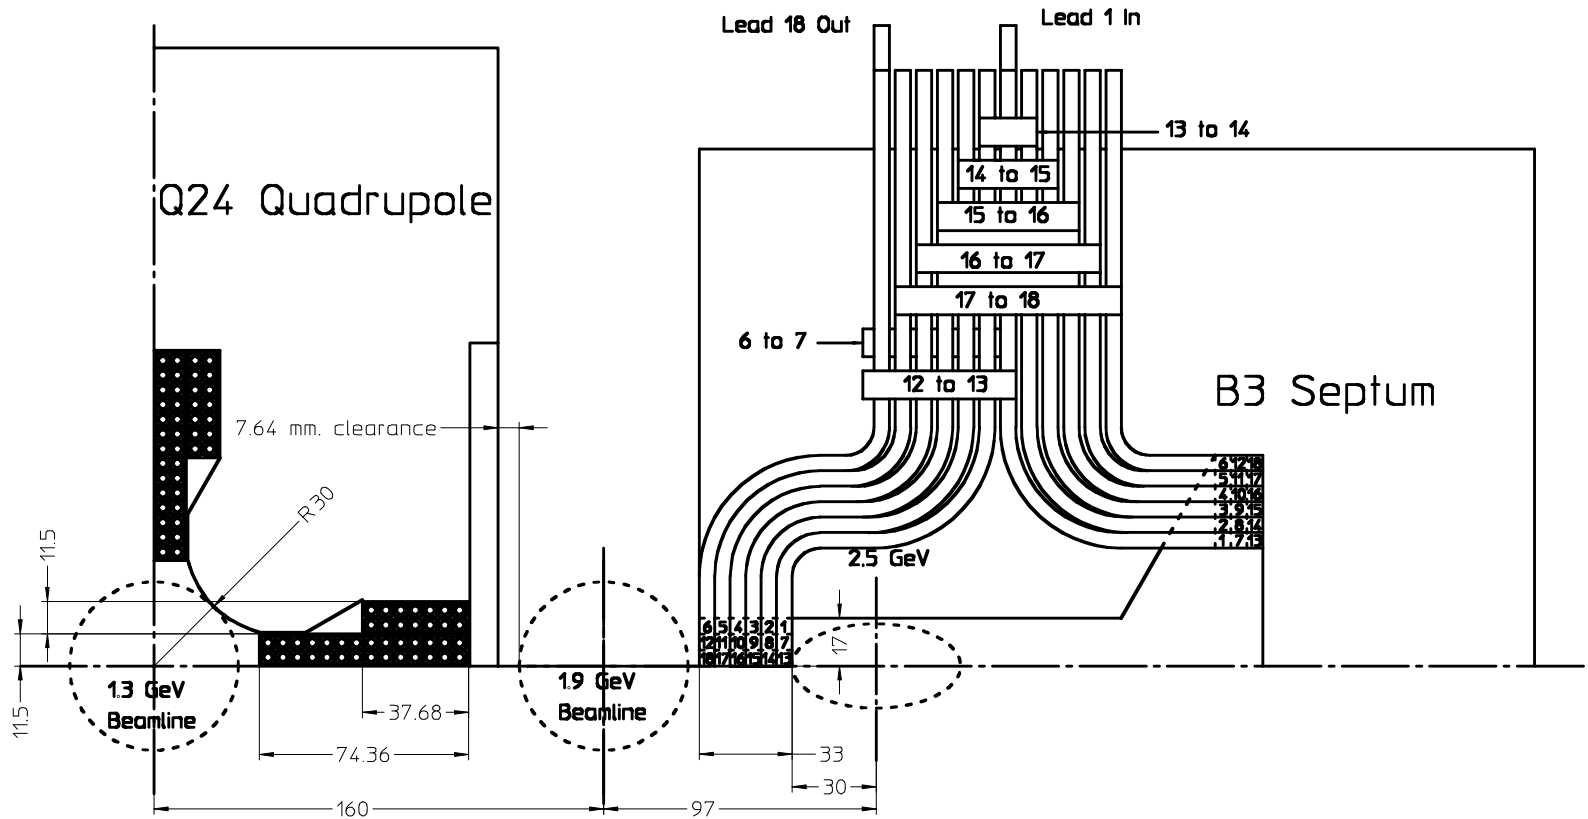 Lead 18 Out
Lead 1 In
13 to 14
14 to 15
15 to 16
16 to 17
17 to 18
6 to 7
12 to 13
Q24 Quadrupole
B3 Septum
7.64 mm. clearance
R30
11.5
11.5
2.5 GeV
6 12 18
5 11 17
4 10 16
3 9 15
2 8 14
1 7 13
6 5 4 3 2 1
12 11 10 9 8 7
18 17 16 15 14 13
17
1.3 GeV
Beamline
1.9 GeV
Beamline
37.68
74.36
33
30
160
97